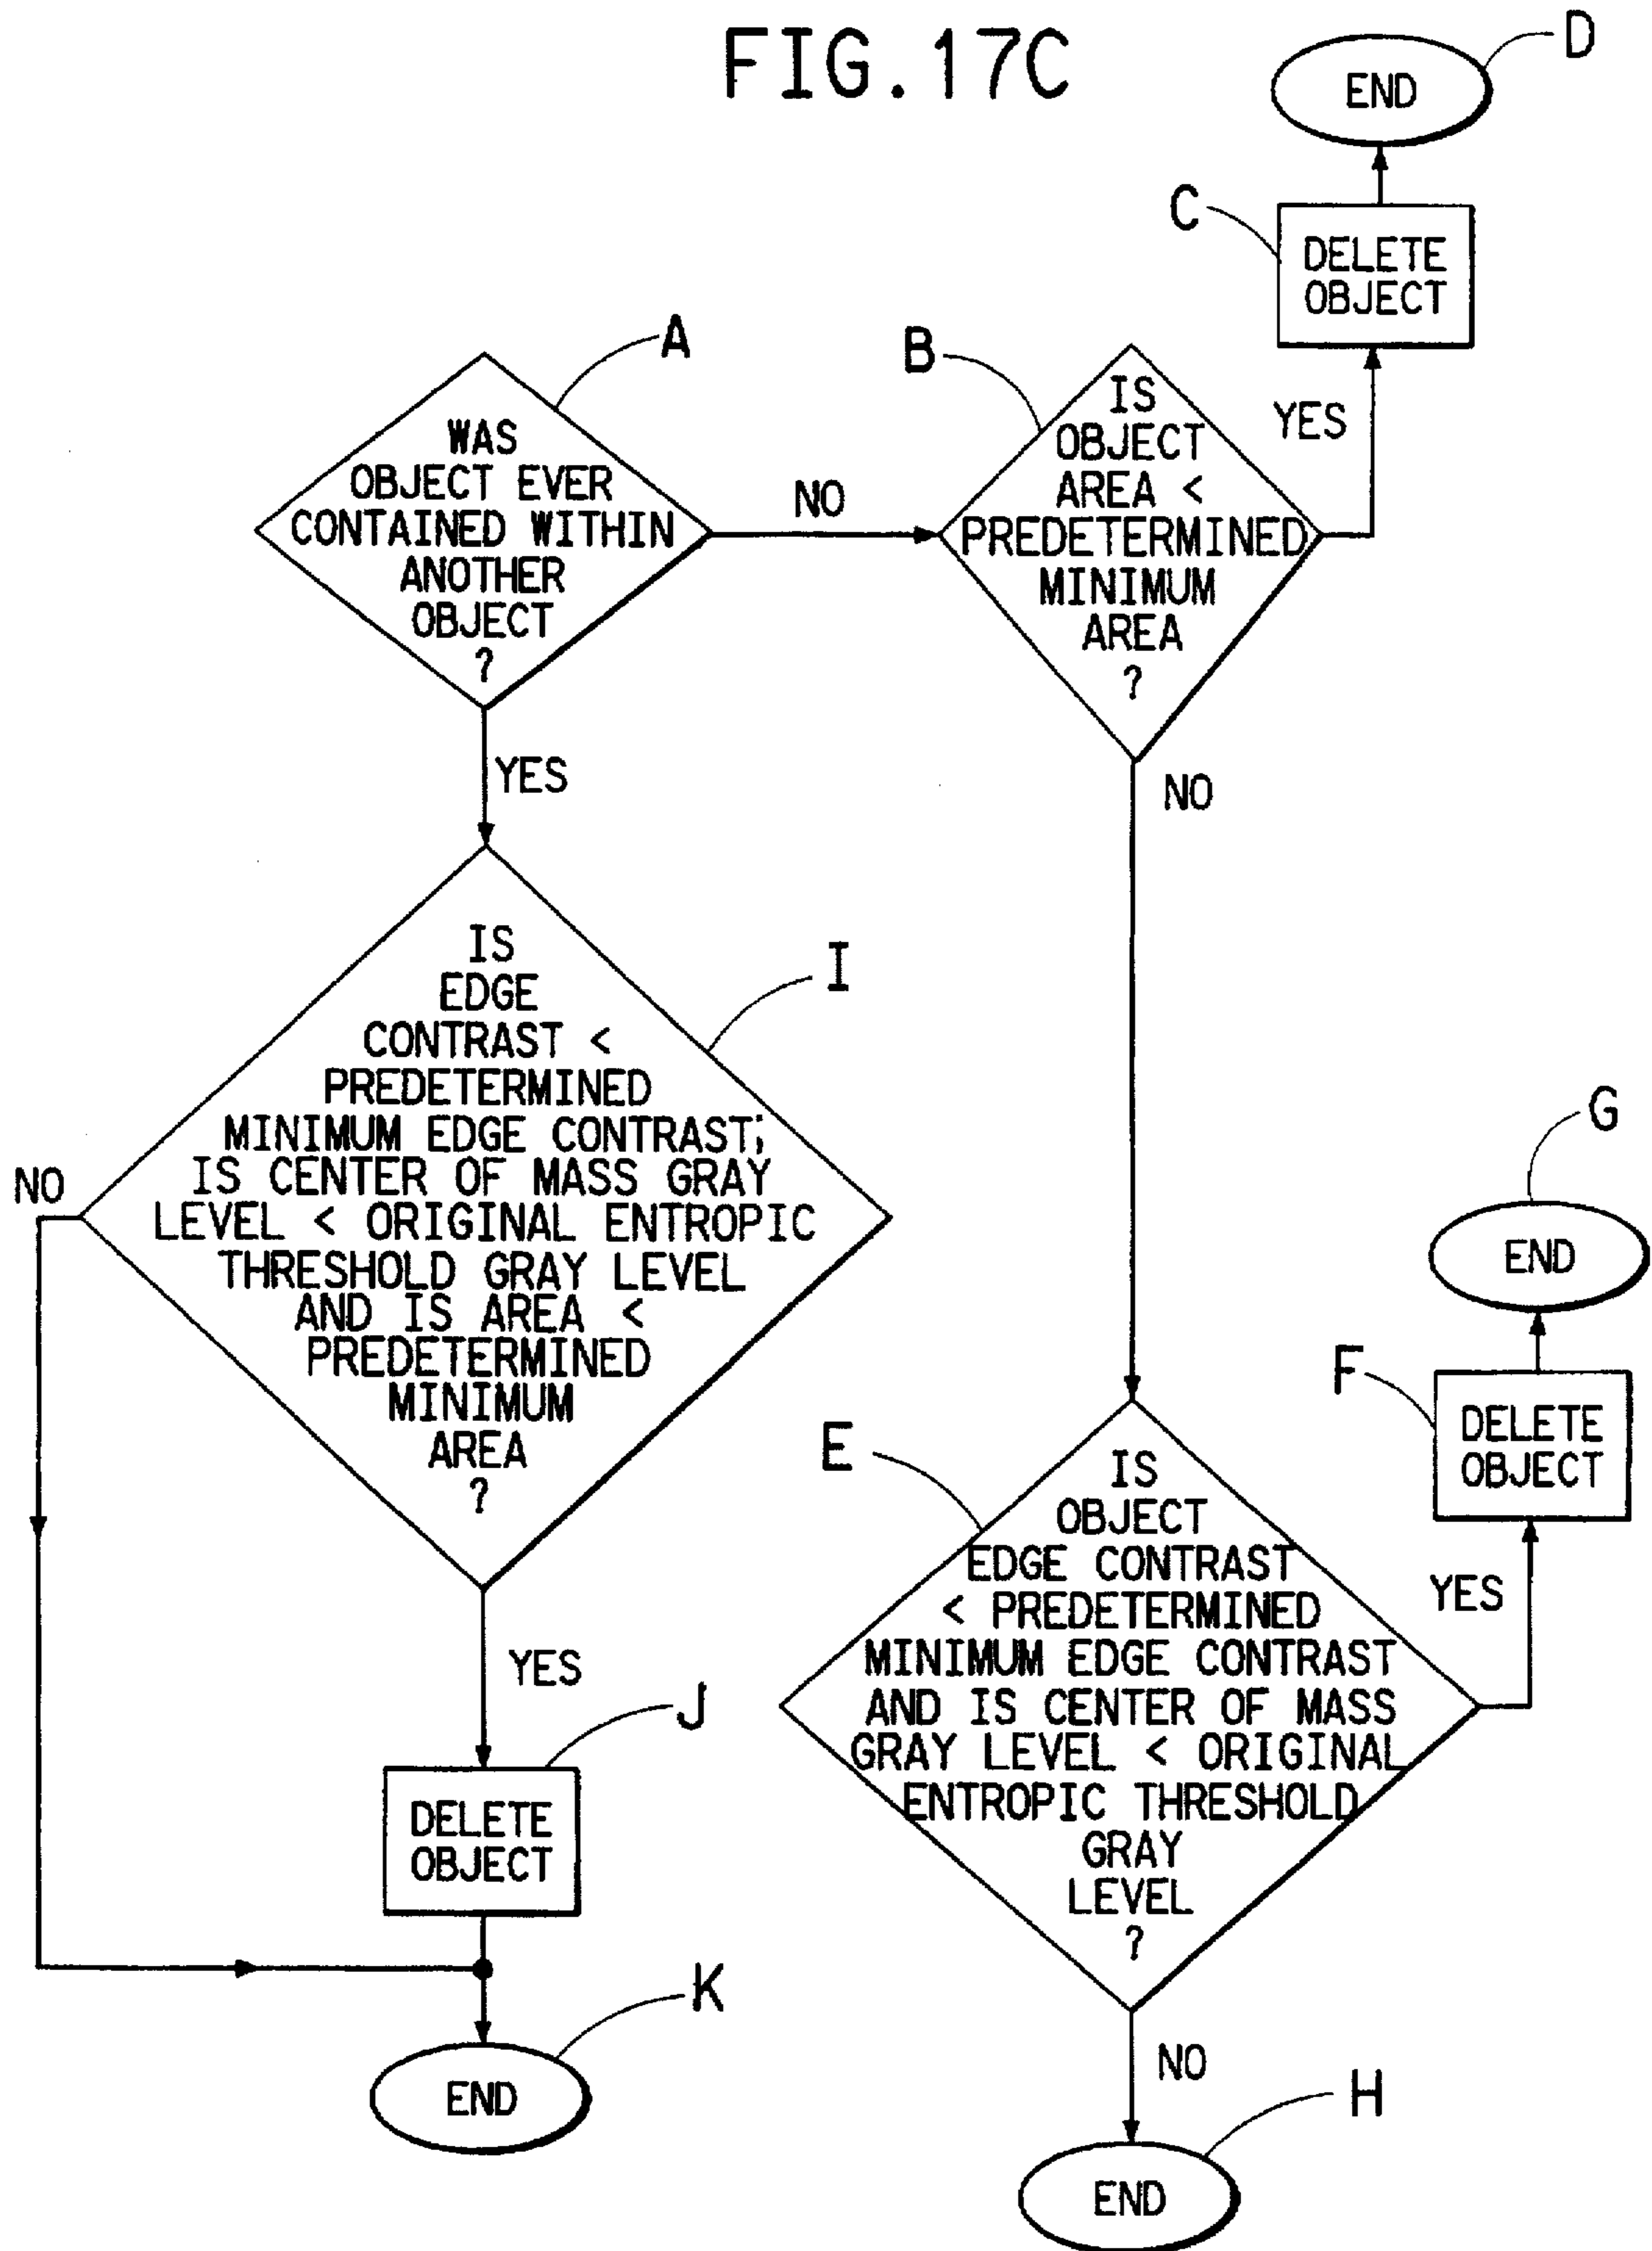 FIG.17C
D
END
C
DELETE
OBJECT
A
WAS
OBJECT EVER
CONTAINED WITHIN
ANOTHER
OBJECT
?
NO
B
IS
OBJECT
AREA <
PREDETERMINED
MINIMUM
AREA
?
YES
YES
NO
I
IS
EDGE
CONTRAST <
PREDETERMINED
MINIMUM EDGE CONTRAST;
IS CENTER OF MASS GRAY
LEVEL < ORIGINAL ENTROPIC
THRESHOLD GRAY LEVEL
AND IS AREA <
PREDETERMINED
MINIMUM
AREA
?
NO
G
END
F
DELETE
OBJECT
E
IS
OBJECT
EDGE CONTRAST
< PREDETERMINED
MINIMUM EDGE CONTRAST
AND IS CENTER OF MASS
GRAY LEVEL < ORIGINAL
ENTROPIC THRESHOLD
GRAY
LEVEL
?
YES
YES
J
DELETE
OBJECT
K
END
NO
H
END